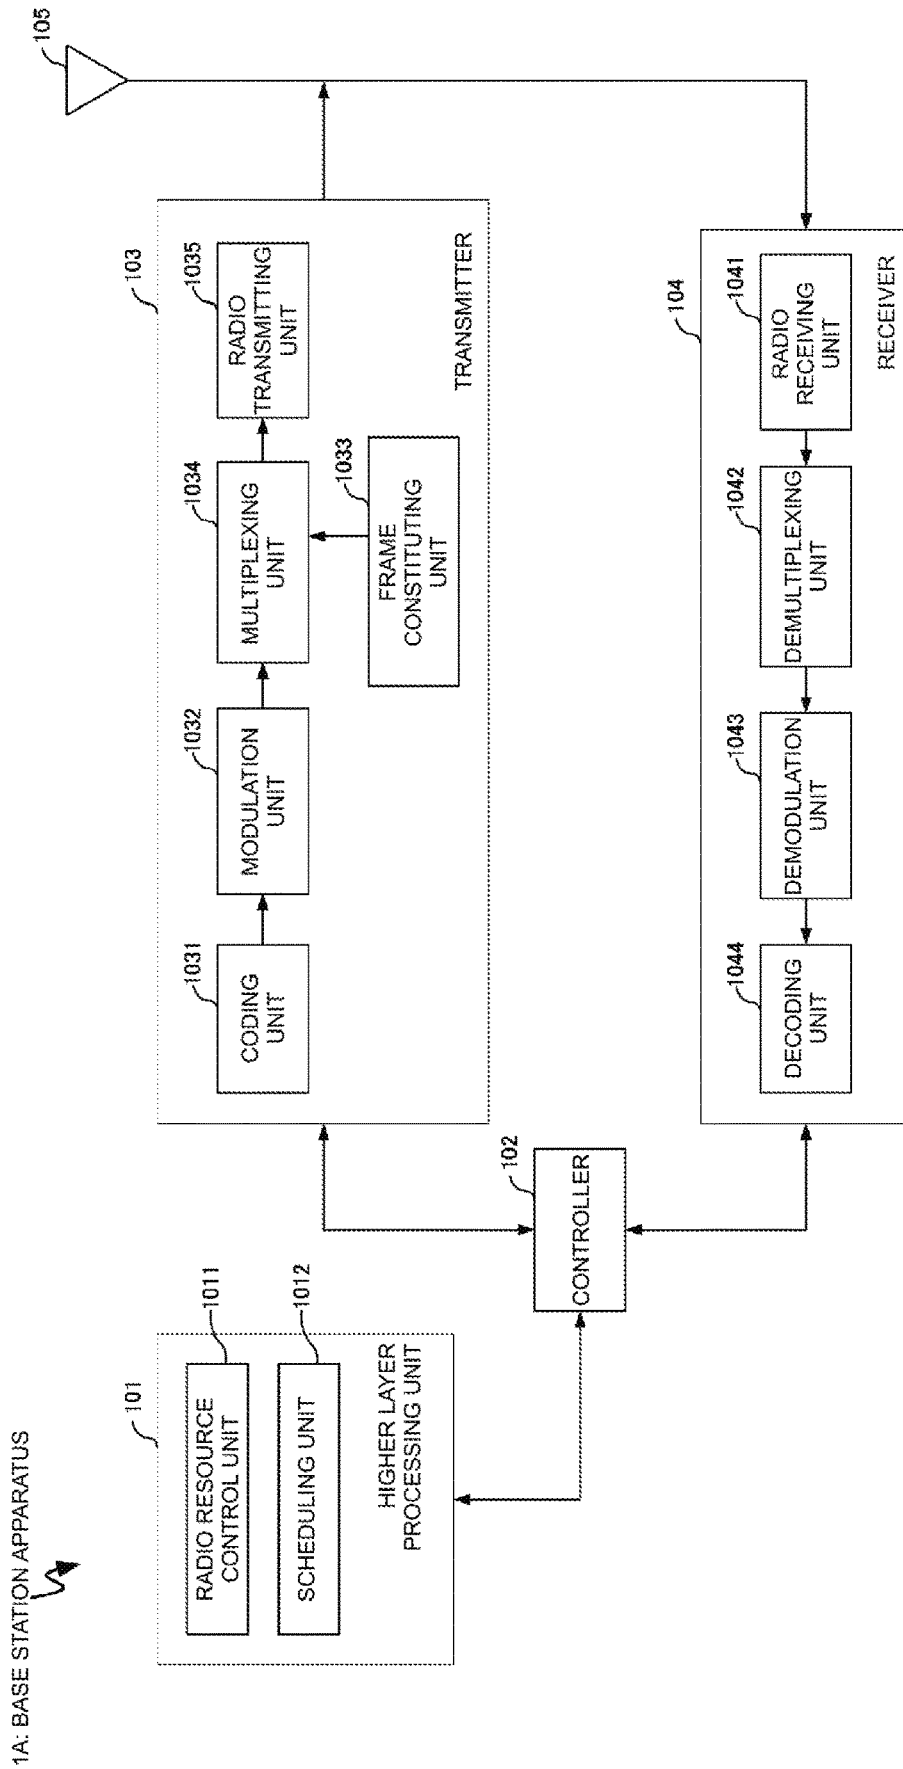 1A: BASE STATION APPARATUS
101
RADIO RESOURCE
CONTROL UNIT
1011
SCHEDULING UNIT
1012
HIGHER LAYER
PROCESSING UNIT
102
CONTROLLER
103
CODING
UNIT
1031
MODULATION
UNIT
1032
MULTIPLEXING
UNIT
1034
RADIO
TRANSMITTING
UNIT
1035
FRAME
CONSTITUTING
UNIT
1033
TRANSMITTER
105
104
DECODING
UNIT
1044
DEMODULATION
UNIT
1043
DEMULTIPLEXING
UNIT
1042
RADIO
RECEIVING
UNIT
1041
RECEIVER